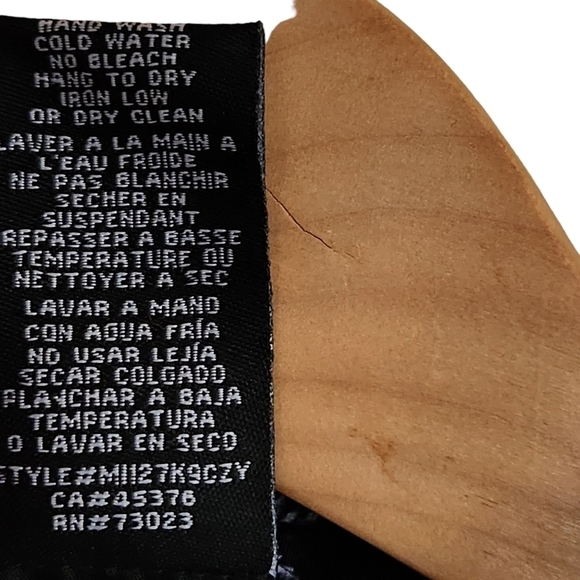 HAND WASH
COLD WATER
NO BLEACH
HANG TO DRY
IRON LOW
OR DRY CLEAN
LAVER A LA MAIN A
L'EAU FROIDE
NE PAS BLANCHIR
SECHER EN
SUSPENDANT
REPASSER A BASSE
TEMPERATURE OU
NETTOYER A SEC
LAVAR A MANO
CON AGUA FRÍA
NO USAR LEJÍA
SECAR COLGADO
PLANCHAR A BAJA
TEMPERATURA
O LAVAR EN SECO
STYLE#MI127K9CZY
CA#45376
RN#73023